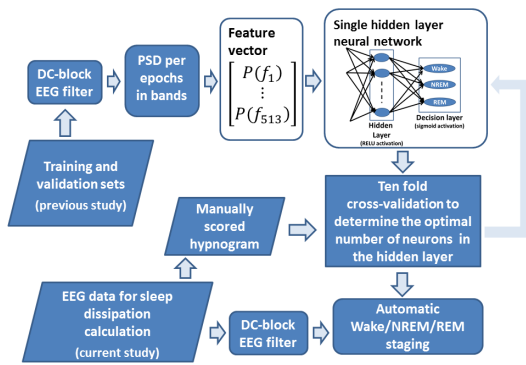 DC-block
EEG filter
PSD per
epochs
in bands
Feature
vector
P(f₁)
⋮
P(f₅₁₃)
Single hidden layer
neural network
Wake
NREM
REM
Hidden
Layer
(RELU activation)
Decision layer
(sigmoid activation)
Training and
validation sets
(previous study)
Manually
scored
hypnogram
Ten fold
cross-validation to
determine the optimal
number of neurons in
the hidden layer
EEG data for sleep
dissipation
calculation
(current study)
DC-block
EEG filter
Automatic
Wake/NREM/REM
staging